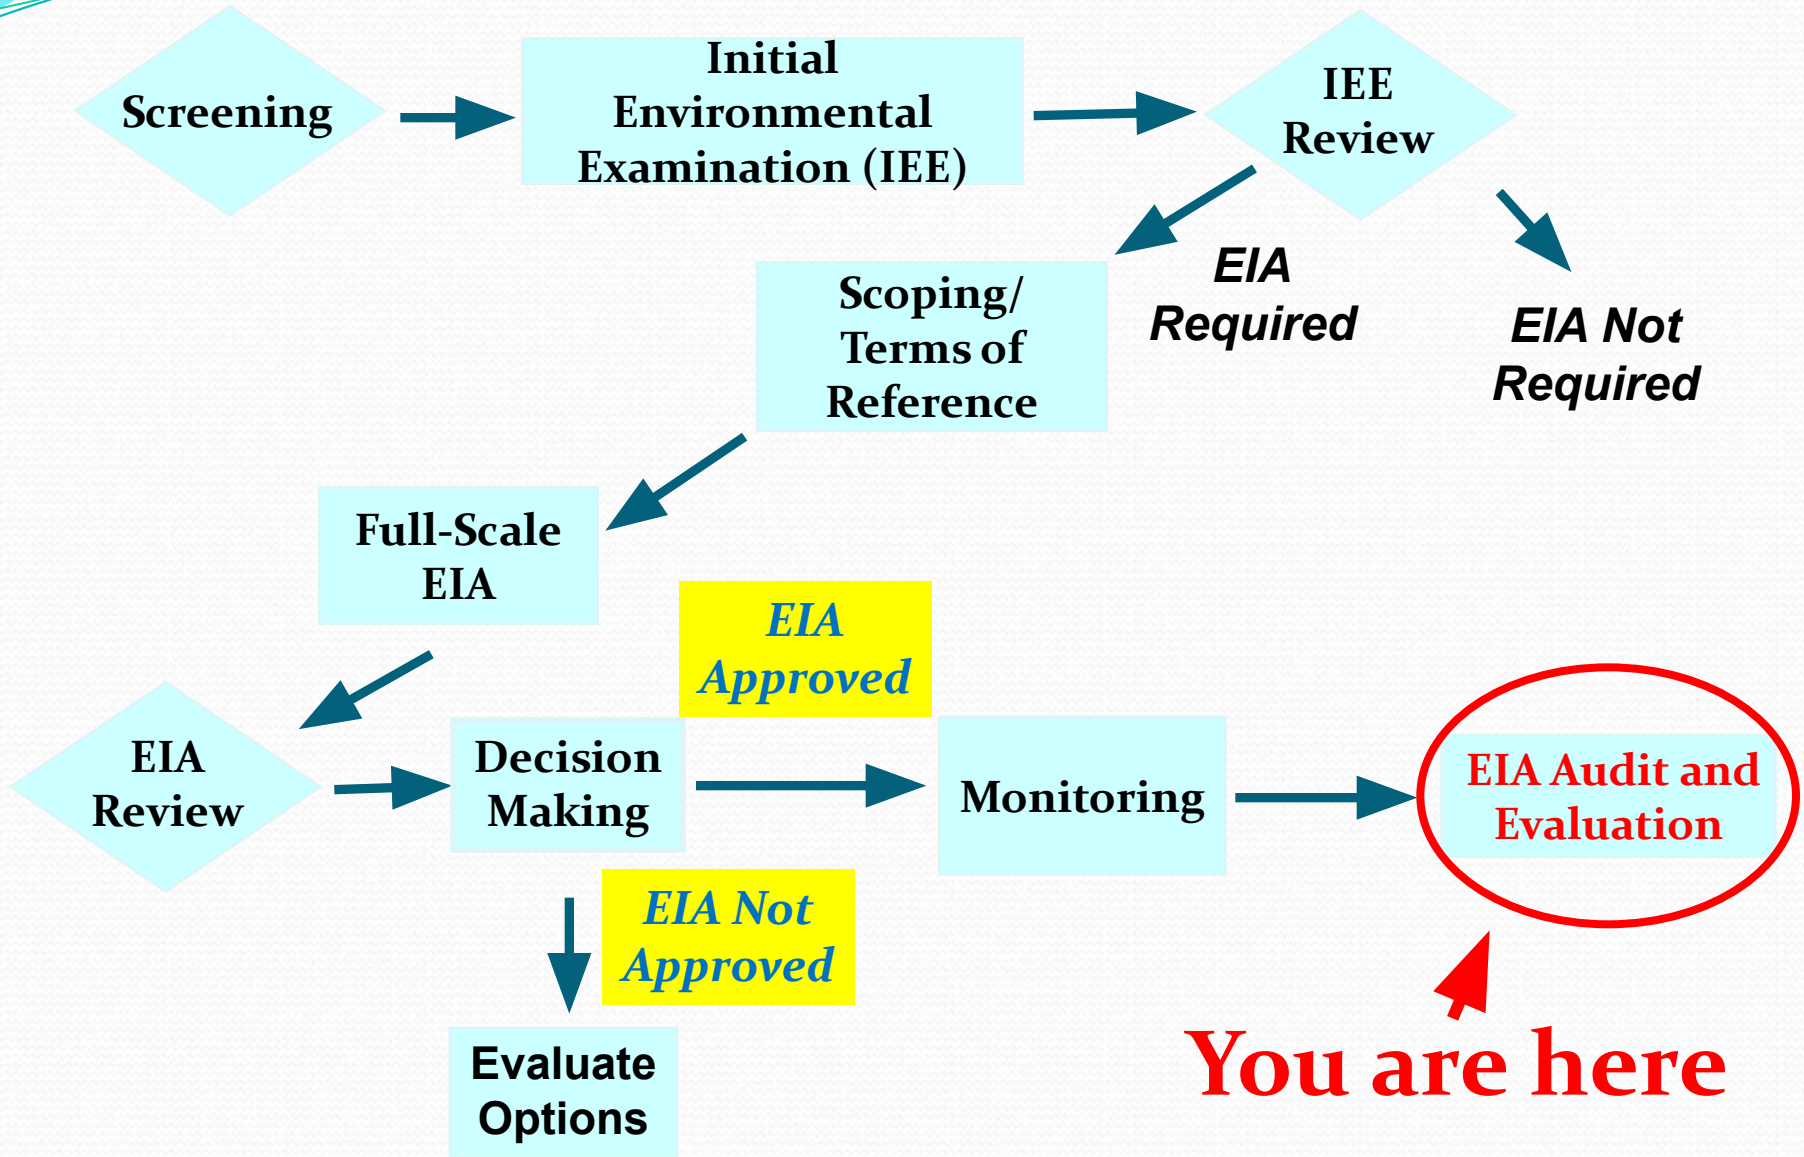 Screening
Initial
Environmental
Examination (IEE)
IEE
Review
EIA
Required
EIA Not
Required
Scoping/
Terms of
Reference
Full-Scale
EIA
EIA
Approved
EIA
Review
Decision
Making
Monitoring
EIA Audit and
Evaluation
EIA Not
Approved
Evaluate
Options
You are here